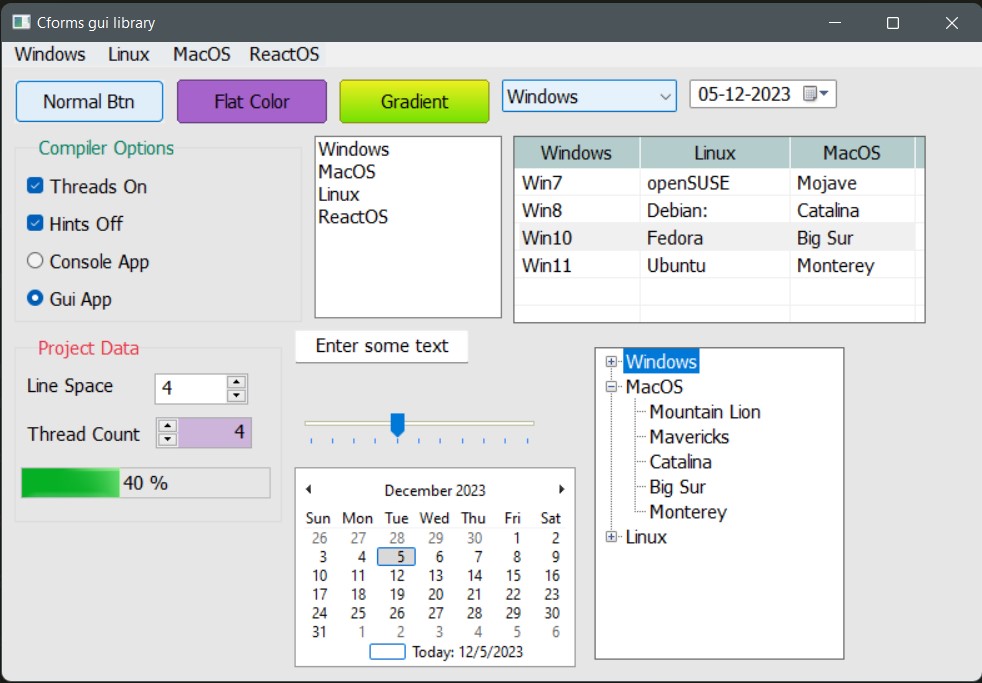 Cforms gui library
Windows Linux MacOS ReactOS
Normal Btn Flat Color Gradient Windows 05-12-2023
Compiler Options
Threads On
Hints Off
Console App
Gui App
Windows
MacOS
Linux
ReactOS
Windows Linux MacOS
Win7 openSUSE Mojave
Win8 Debian: Catalina
Win10 Fedora Big Sur
Win11 Ubuntu Monterey
Project Data
Line Space 4
Thread Count 4
40 %
Enter some text
December 2023
Sun Mon Tue Wed Thu Fri Sat
26 27 28 29 30 1 2
3 4 5 6 7 8 9
10 11 12 13 14 15 16
17 18 19 20 21 22 23
24 25 26 27 28 29 30
31 1 2 3 4 5 6
Today: 12/5/2023
Windows
MacOS
Mountain Lion
Mavericks
Catalina
Big Sur
Monterey
Linux